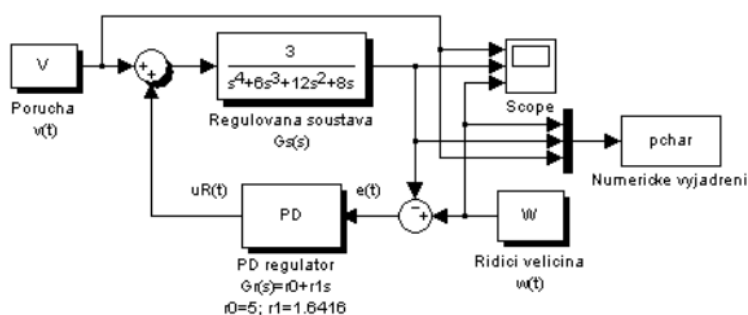 V
Porucha
v(t)
+
+
3
s4+6s3+12s2+8s
Regulovana soustava
Gs(s)
Scope
pchar
Numericke vyjadreni
uR(t)
e(t)
PD
-
+
W
PD regulator
Gr(s)=r0+r1s
r0=5; r1=1.6416
Ridici velicina
w(t)